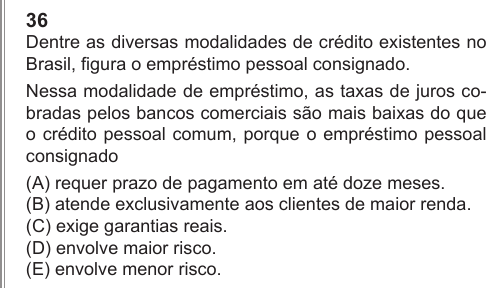 36
Dentre as diversas modalidades de crédito existentes no
Brasil, figura o empréstimo pessoal consignado.
Nessa modalidade de empréstimo, as taxas de juros co-
bradas pelos bancos comerciais são mais baixas do que
o crédito pessoal comum, porque o empréstimo pessoal
consignado
(A) requer prazo de pagamento em até doze meses.
(B) atende exclusivamente aos clientes de maior renda.
(C) exige garantias reais.
(D) envolve maior risco.
(E) envolve menor risco.